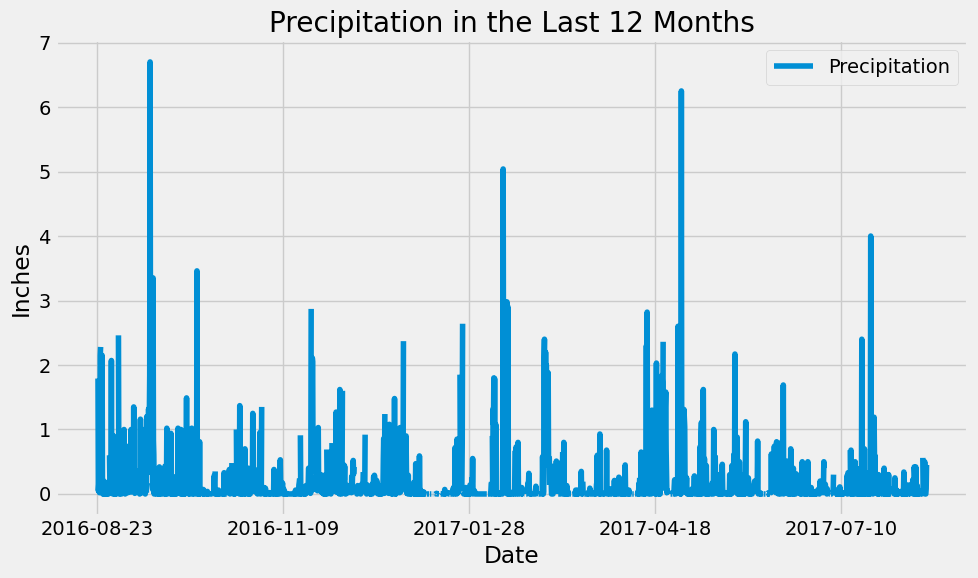 Precipitation in the Last 12 Months
Precipitation
7
6
5
4
3
2
1
0
Inches
2016-08-23 2016-11-09 2017-01-28 2017-04-18 2017-07-10
Date